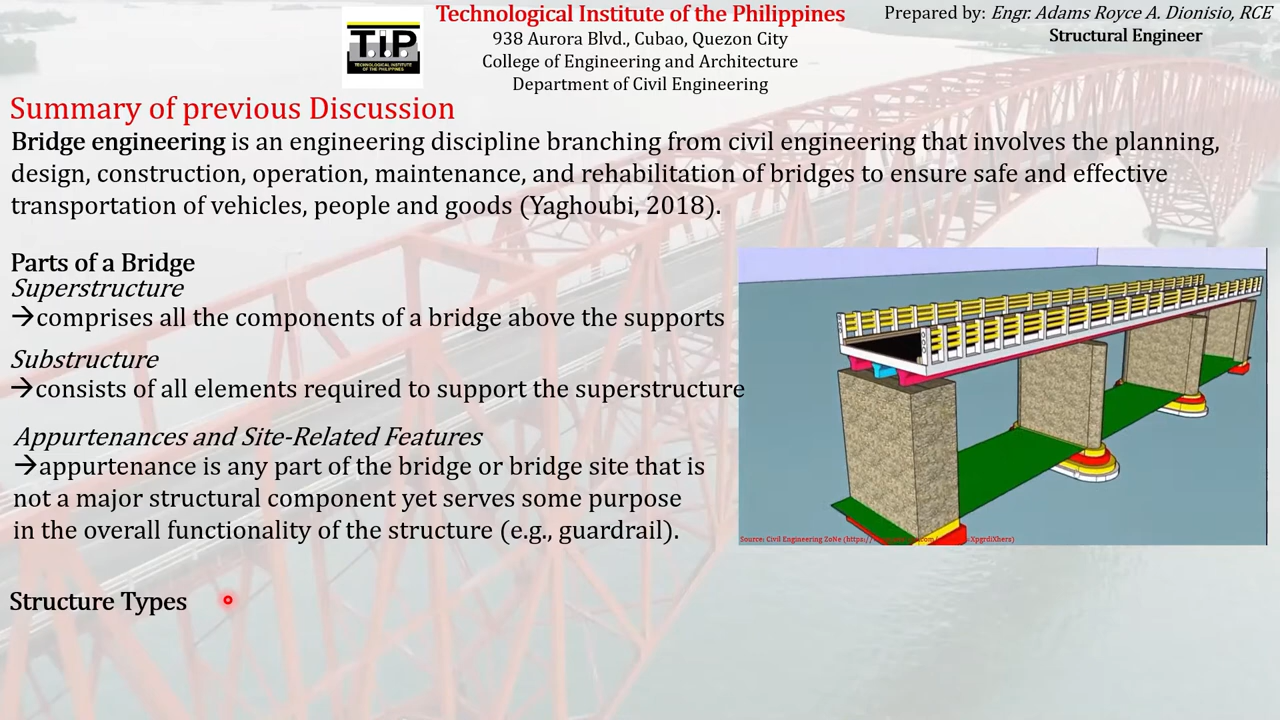 TIP
TECHNOLOGICAL INSTITUTE
OF THE PHILIPPINES
Technological Institute of the Philippines
938 Aurora Blvd., Cubao, Quezon City
College of Engineering and Architecture
Department of Civil Engineering
Prepared by: Engr. Adams Royce A. Dionisio, RCE
Structural Engineer
Summary of previous Discussion
Bridge engineering is an engineering discipline branching from civil engineering that involves the planning,
design, construction, operation, maintenance, and rehabilitation of bridges to ensure safe and effective
transportation of vehicles, people and goods (Yaghoubi, 2018).
Parts of a Bridge
Superstructure
→comprises all the components of a bridge above the supports
Substructure
→consists of all elements required to support the superstructure
Appurtenances and Site-Related Features
→appurtenance is any part of the bridge or bridge site that is
not a major structural component yet serves some purpose
in the overall functionality of the structure (e.g., guardrail).
Source: Civil Engineering ZoNe (https://
Structure Types